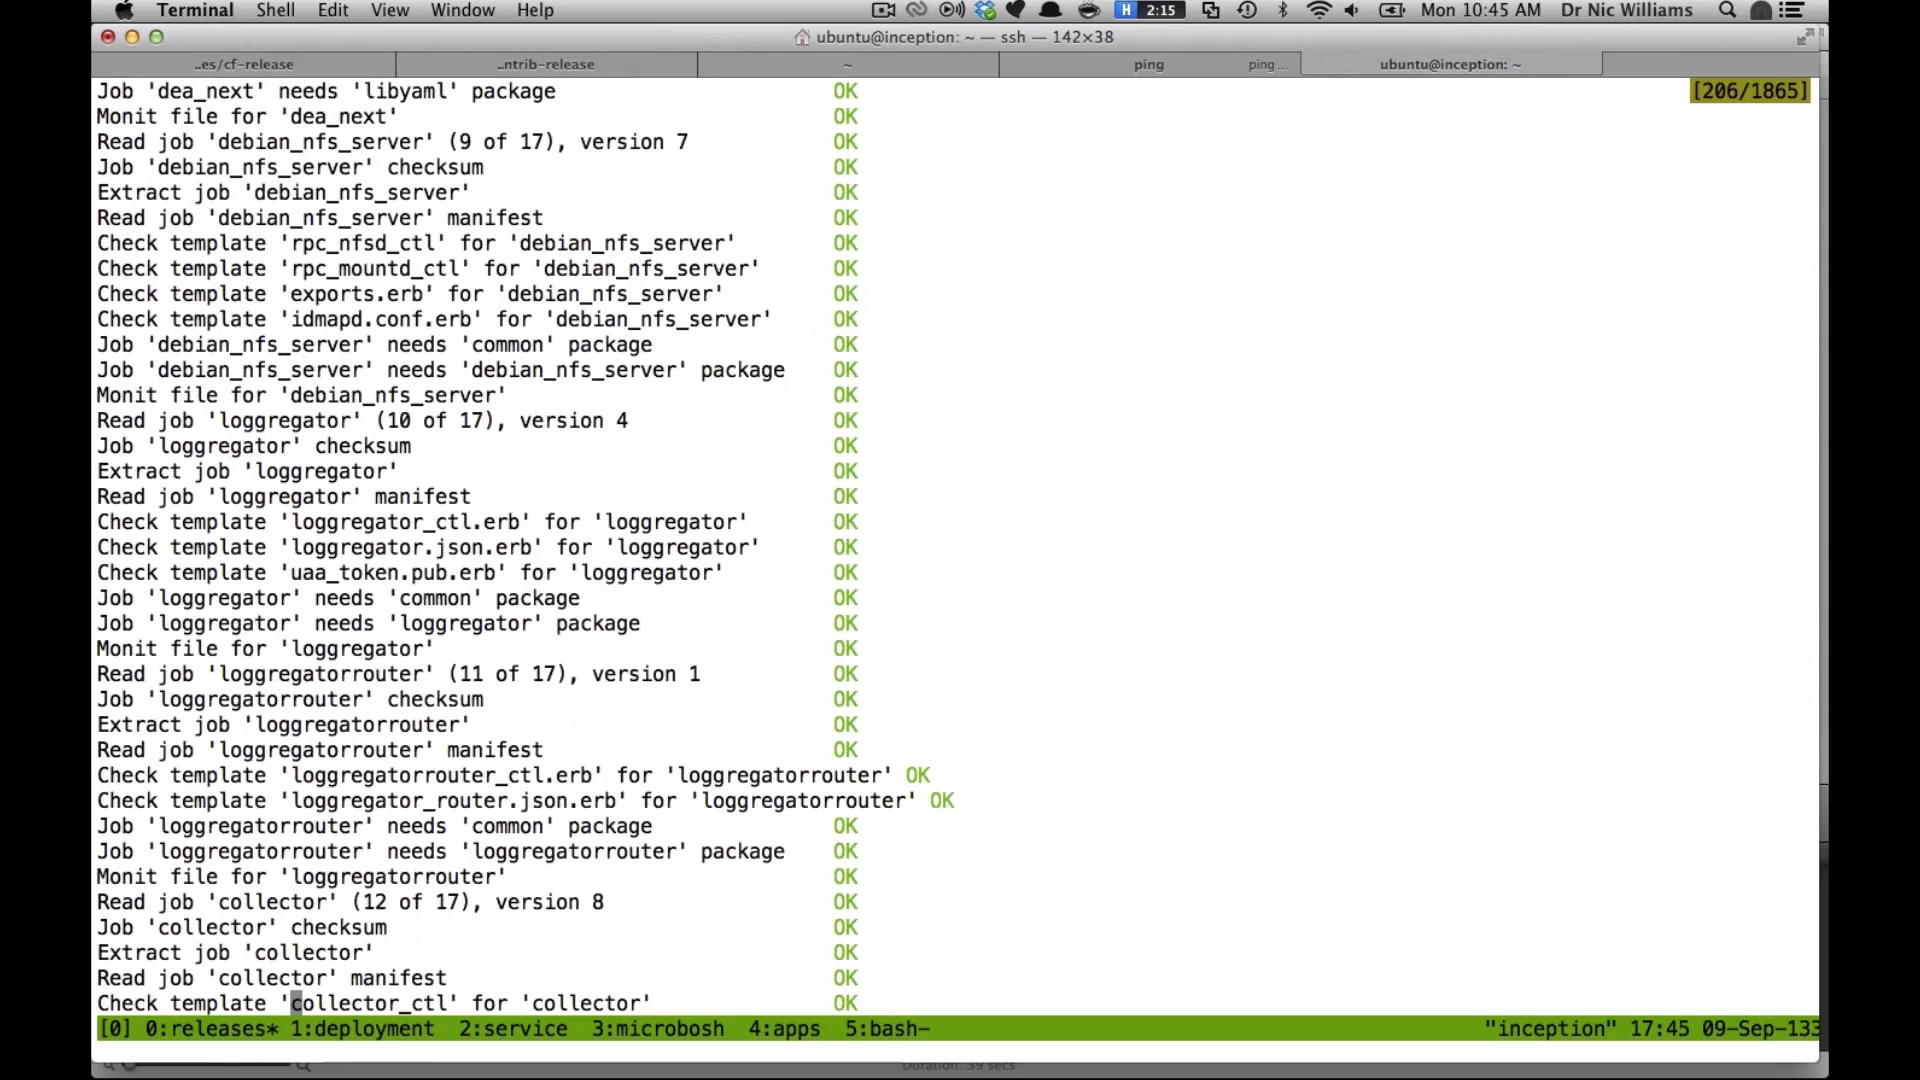 Terminal Shell Edit View Window Help H 2:15 Mon 10:45 AM Dr Nic Williams
ubuntu@inception: ~ — ssh — 142×38
..es/cf-release ..ntrib-release ~ ping ping ... ubuntu@inception: ~
Job 'dea_next' needs 'libyaml' package OK [206/1865]
Monit file for 'dea_next' OK
Read job 'debian_nfs_server' (9 of 17), version 7 OK
Job 'debian_nfs_server' checksum OK
Extract job 'debian_nfs_server' OK
Read job 'debian_nfs_server' manifest OK
Check template 'rpc_nfsd_ctl' for 'debian_nfs_server' OK
Check template 'rpc_mountd_ctl' for 'debian_nfs_server' OK
Check template 'exports.erb' for 'debian_nfs_server' OK
Check template 'idmapd.conf.erb' for 'debian_nfs_server' OK
Job 'debian_nfs_server' needs 'common' package OK
Job 'debian_nfs_server' needs 'debian_nfs_server' package OK
Monit file for 'debian_nfs_server' OK
Read job 'loggregator' (10 of 17), version 4 OK
Job 'loggregator' checksum OK
Extract job 'loggregator' OK
Read job 'loggregator' manifest OK
Check template 'loggregator_ctl.erb' for 'loggregator' OK
Check template 'loggregator.json.erb' for 'loggregator' OK
Check template 'uaa_token.pub.erb' for 'loggregator' OK
Job 'loggregator' needs 'common' package OK
Job 'loggregator' needs 'loggregator' package OK
Monit file for 'loggregator' OK
Read job 'loggregatorrouter' (11 of 17), version 1 OK
Job 'loggregatorrouter' checksum OK
Extract job 'loggregatorrouter' OK
Read job 'loggregatorrouter' manifest OK
Check template 'loggregatorrouter_ctl.erb' for 'loggregatorrouter' OK
Check template 'loggregator_router.json.erb' for 'loggregatorrouter' OK
Job 'loggregatorrouter' needs 'common' package OK
Job 'loggregatorrouter' needs 'loggregatorrouter' package OK
Monit file for 'loggregatorrouter' OK
Read job 'collector' (12 of 17), version 8 OK
Job 'collector' checksum OK
Extract job 'collector' OK
Read job 'collector' manifest OK
Check template 'collector_ctl' for 'collector' OK
[0] 0:releases* 1:deployment 2:service 3:microbosh 4:apps 5:bash- "inception" 17:45 09-Sep-133
Duration: 39 secs